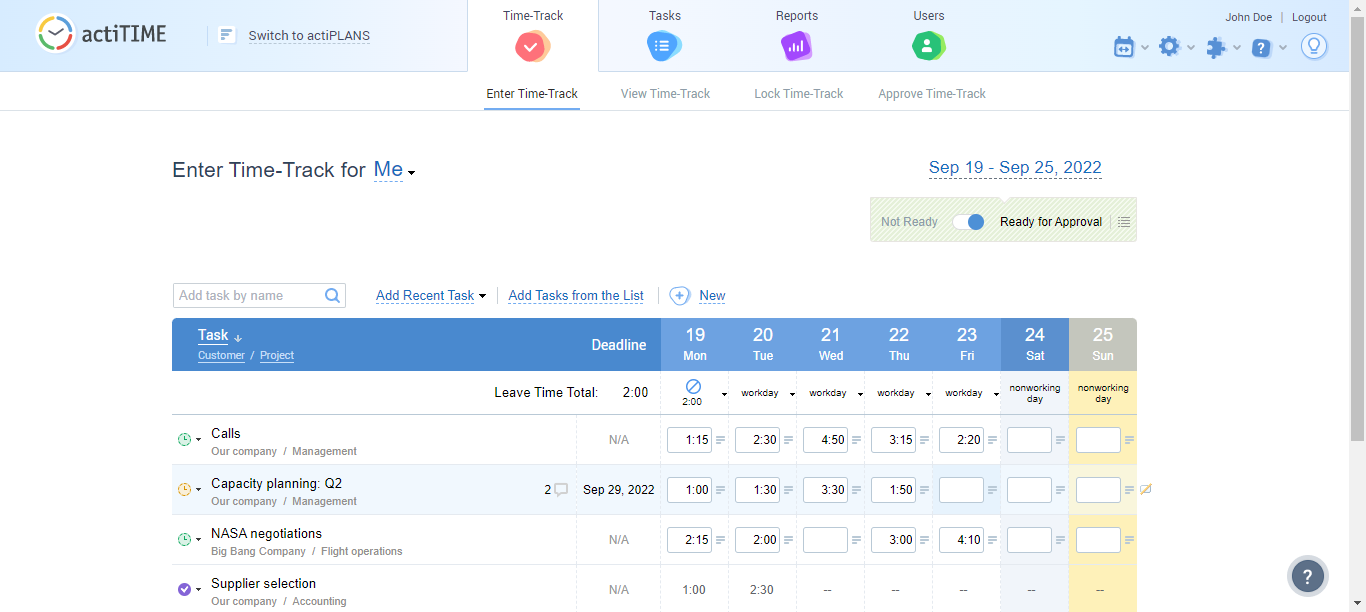 actiTIME
Switch to actiPLANS
Time-Track
Tasks
Reports
Users
John Doe | Logout
Enter Time-Track
View Time-Track
Lock Time-Track
Approve Time-Track
Enter Time-Track for Me
Sep 19 - Sep 25, 2022
Not Ready
Ready for Approval
Add task by name
Add Recent Task
Add Tasks from the List
New
Task ↓ Deadline 19 20 21 22 23 24 25
Customer / Project Mon Tue Wed Thu Fri Sat Sun
Leave Time Total: 2:00 2:00 workday workday workday workday nonworking day nonworking day
Calls N/A 1:15 2:30 4:50 3:15 2:20
Our company / Management
Capacity planning: Q2 2 Sep 29, 2022 1:00 1:30 3:30 1:50
Our company / Management
NASA negotiations N/A 2:15 2:00 3:00 4:10
Big Bang Company / Flight operations
Supplier selection N/A 1:00 2:30 -- -- -- -- --
Our company / Accounting
?